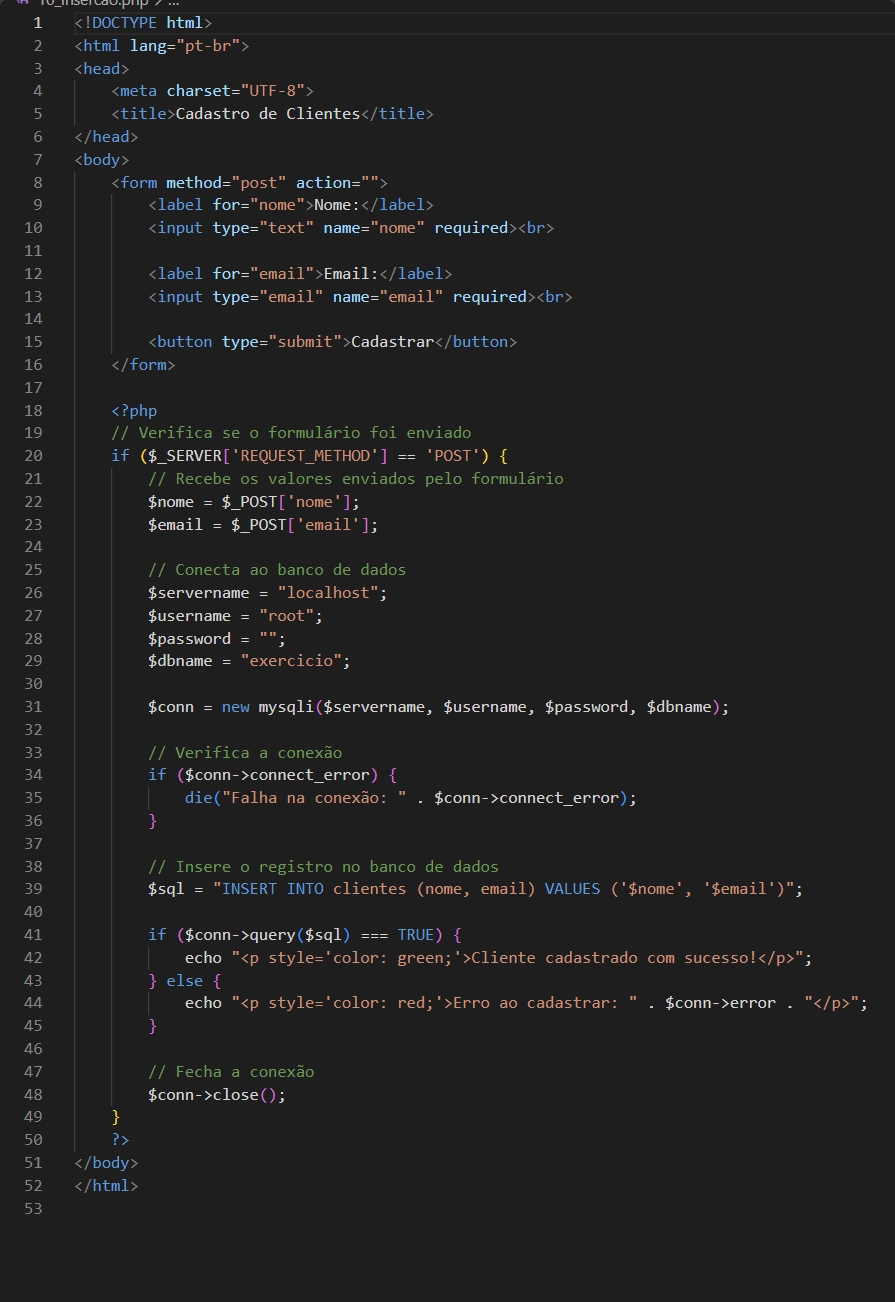 10_insercao.php > ...
1 <!DOCTYPE html>
2 <html lang="pt-br">
3 <head>
4     <meta charset="UTF-8">
5     <title>Cadastro de Clientes</title>
6 </head>
7 <body>
8     <form method="post" action="">
9         <label for="nome">Nome:</label>
10         <input type="text" name="nome" required><br>
11
12         <label for="email">Email:</label>
13         <input type="email" name="email" required><br>
14
15         <button type="submit">Cadastrar</button>
16     </form>
17
18     <?php
19     // Verifica se o formulário foi enviado
20     if ($_SERVER['REQUEST_METHOD'] == 'POST') {
21         // Recebe os valores enviados pelo formulário
22         $nome = $_POST['nome'];
23         $email = $_POST['email'];
24
25         // Conecta ao banco de dados
26         $servername = "localhost";
27         $username = "root";
28         $password = "";
29         $dbname = "exercicio";
30
31         $conn = new mysqli($servername, $username, $password, $dbname);
32
33         // Verifica a conexão
34         if ($conn->connect_error) {
35             die("Falha na conexão: " . $conn->connect_error);
36         }
37
38         // Insere o registro no banco de dados
39         $sql = "INSERT INTO clientes (nome, email) VALUES ('$nome', '$email')";
40
41         if ($conn->query($sql) === TRUE) {
42             echo "<p style='color: green;'>Cliente cadastrado com sucesso!</p>";
43         } else {
44             echo "<p style='color: red;'>Erro ao cadastrar: " . $conn->error . "</p>";
45         }
46
47         // Fecha a conexão
48         $conn->close();
49     }
50     ?>
51 </body>
52 </html>
53